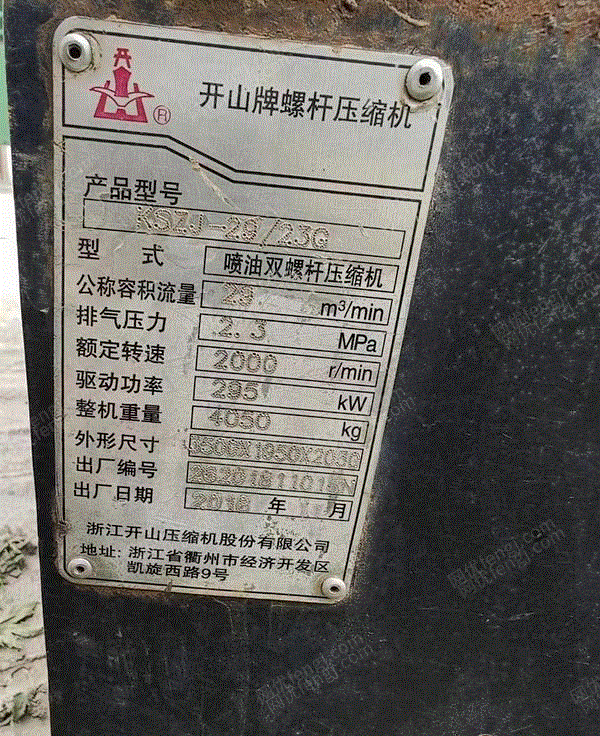 开山
®
开山牌螺杆压缩机
产品型号
KSZJ-29/23G
型 式 喷油双螺杆压缩机
公称容积流量 29 m³/min
排气压力 2.3 MPa
额定转速 2000 r/min
驱动功率 295 kW
整机重量 4050 kg
外形尺寸 3500X1950X2030
出厂编号
出厂日期 2018 年 11 月
浙江开山压缩机股份有限公司
地址: 浙江省衢州市经济开发区
凯旋西路9号